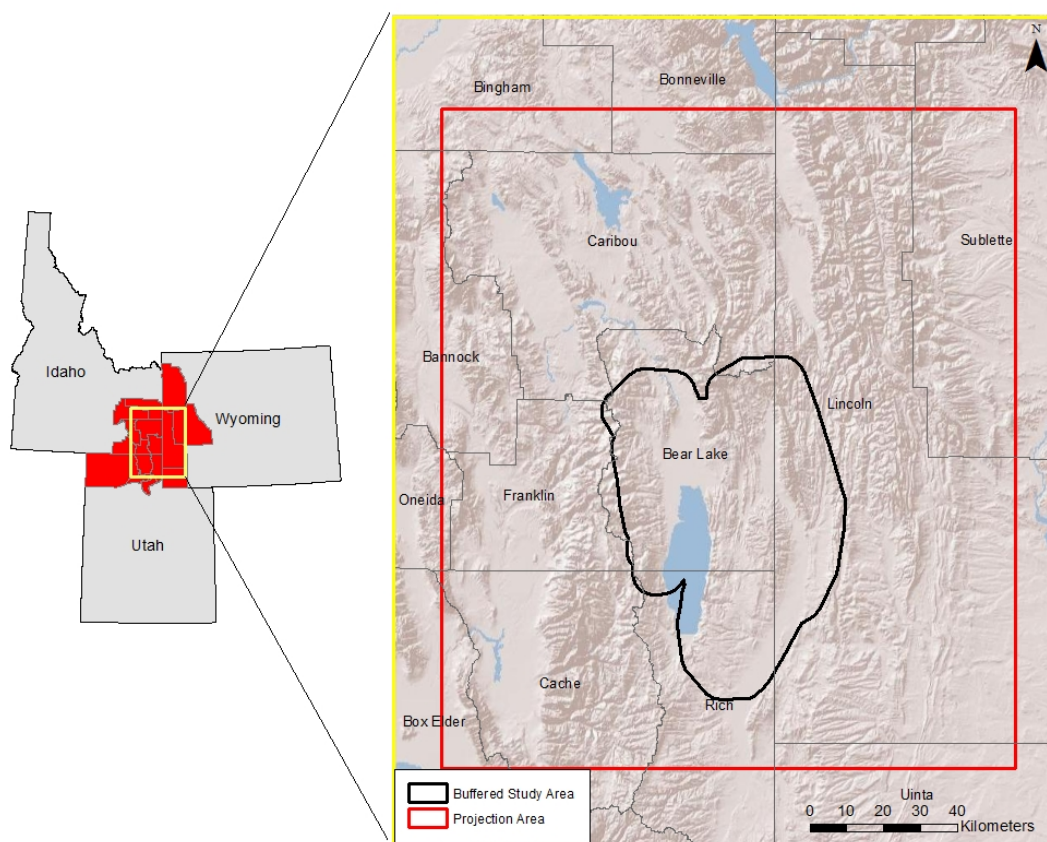 Idaho
Wyoming
Utah
N
Bingham
Bonneville
Caribou
Sublette
Bannock
Lincoln
Bear Lake
Oneida
Franklin
Cache
Rich
Box Elder
Buffered Study Area
Projection Area
Uinta
0 10 20 30 40
Kilometers